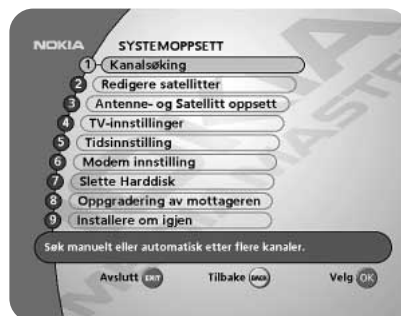 NOKIA SYSTEMOPPSETT
1 Kanalsøking
2 Redigere satellitter
3 Antenne- og Satellitt oppsett
4 TV-innstillinger
5 Tidsinnstilling
6 Modem innstilling
7 Slette Harddisk
8 Oppgradering av mottageren
9 Installere om igjen
Søk manuelt eller automatisk etter flere kanaler.
Avslutt EXIT Tilbake BACK Velg OK